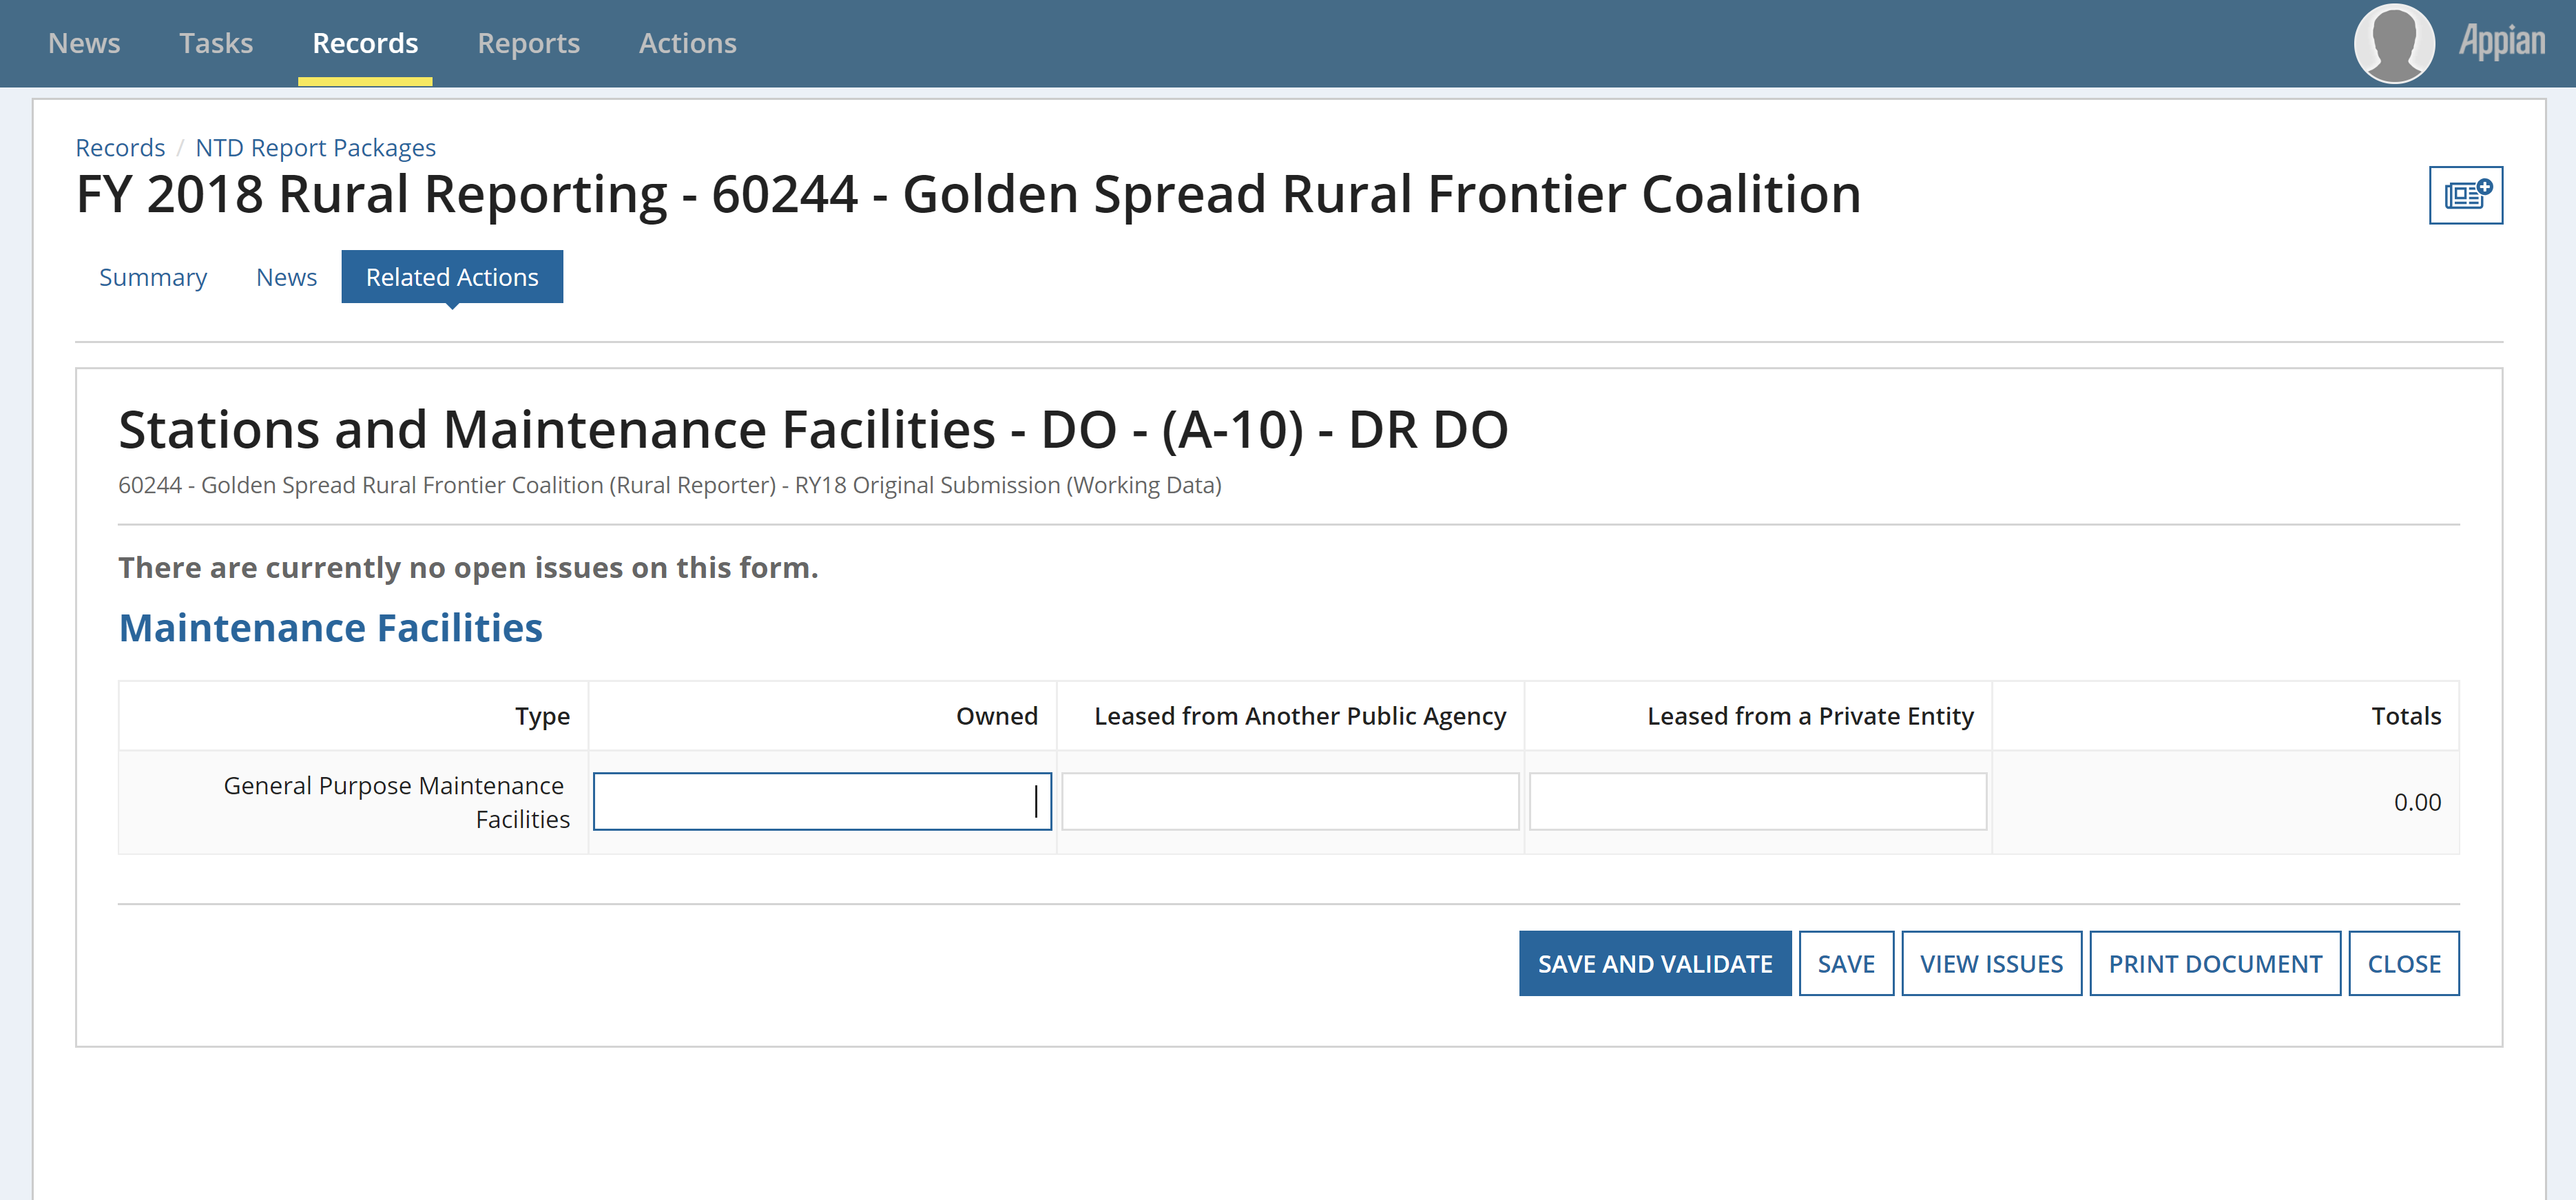 News Tasks Records Reports Actions Appian
Records / NTD Report Packages
FY 2018 Rural Reporting - 60244 - Golden Spread Rural Frontier Coalition
Summary News Related Actions
Stations and Maintenance Facilities - DO - (A-10) - DR DO
60244 - Golden Spread Rural Frontier Coalition (Rural Reporter) - RY18 Original Submission (Working Data)
There are currently no open issues on this form.
Maintenance Facilities
Type Owned Leased from Another Public Agency Leased from a Private Entity Totals
General Purpose Maintenance
Facilities
0.00
SAVE AND VALIDATE SAVE VIEW ISSUES PRINT DOCUMENT CLOSE